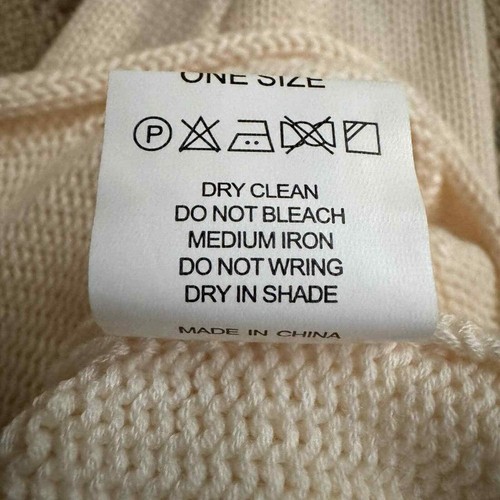 ONE SIZE
P
DRY CLEAN
DO NOT BLEACH
MEDIUM IRON
DO NOT WRING
DRY IN SHADE
MADE IN CHINA